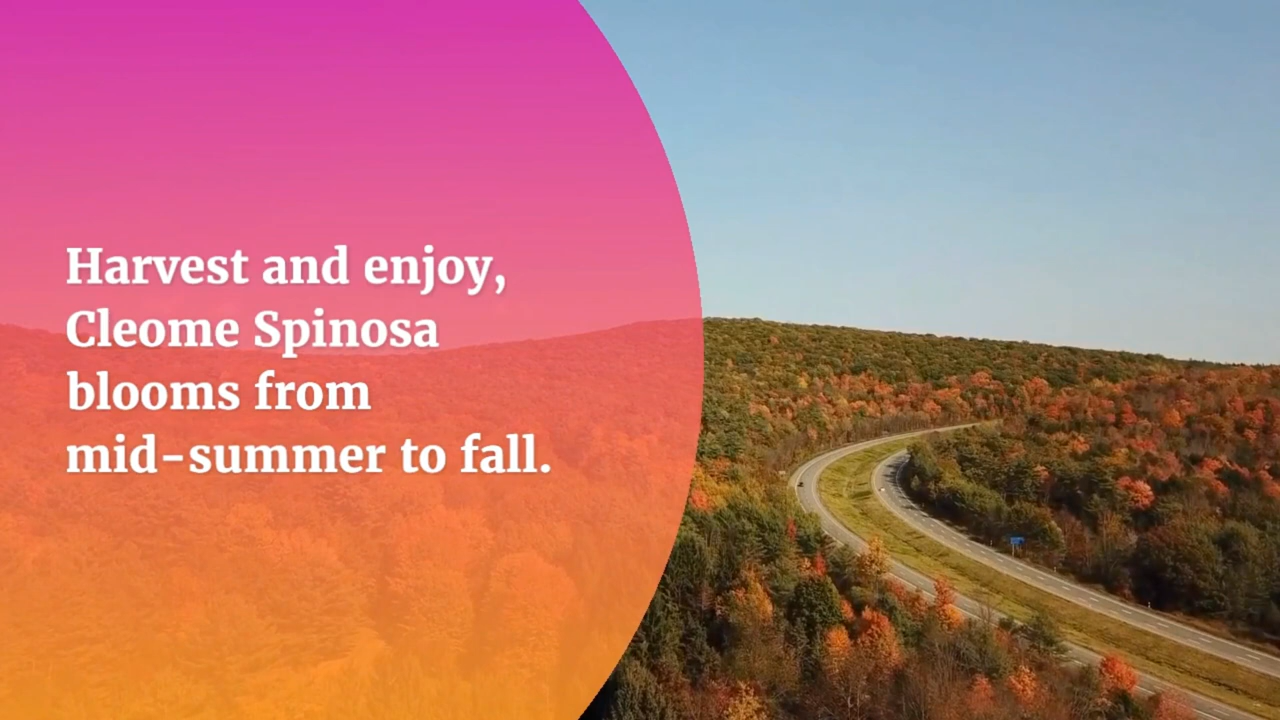 Harvest and enjoy,
Cleome Spinosa
blooms from
mid-summer to fall.